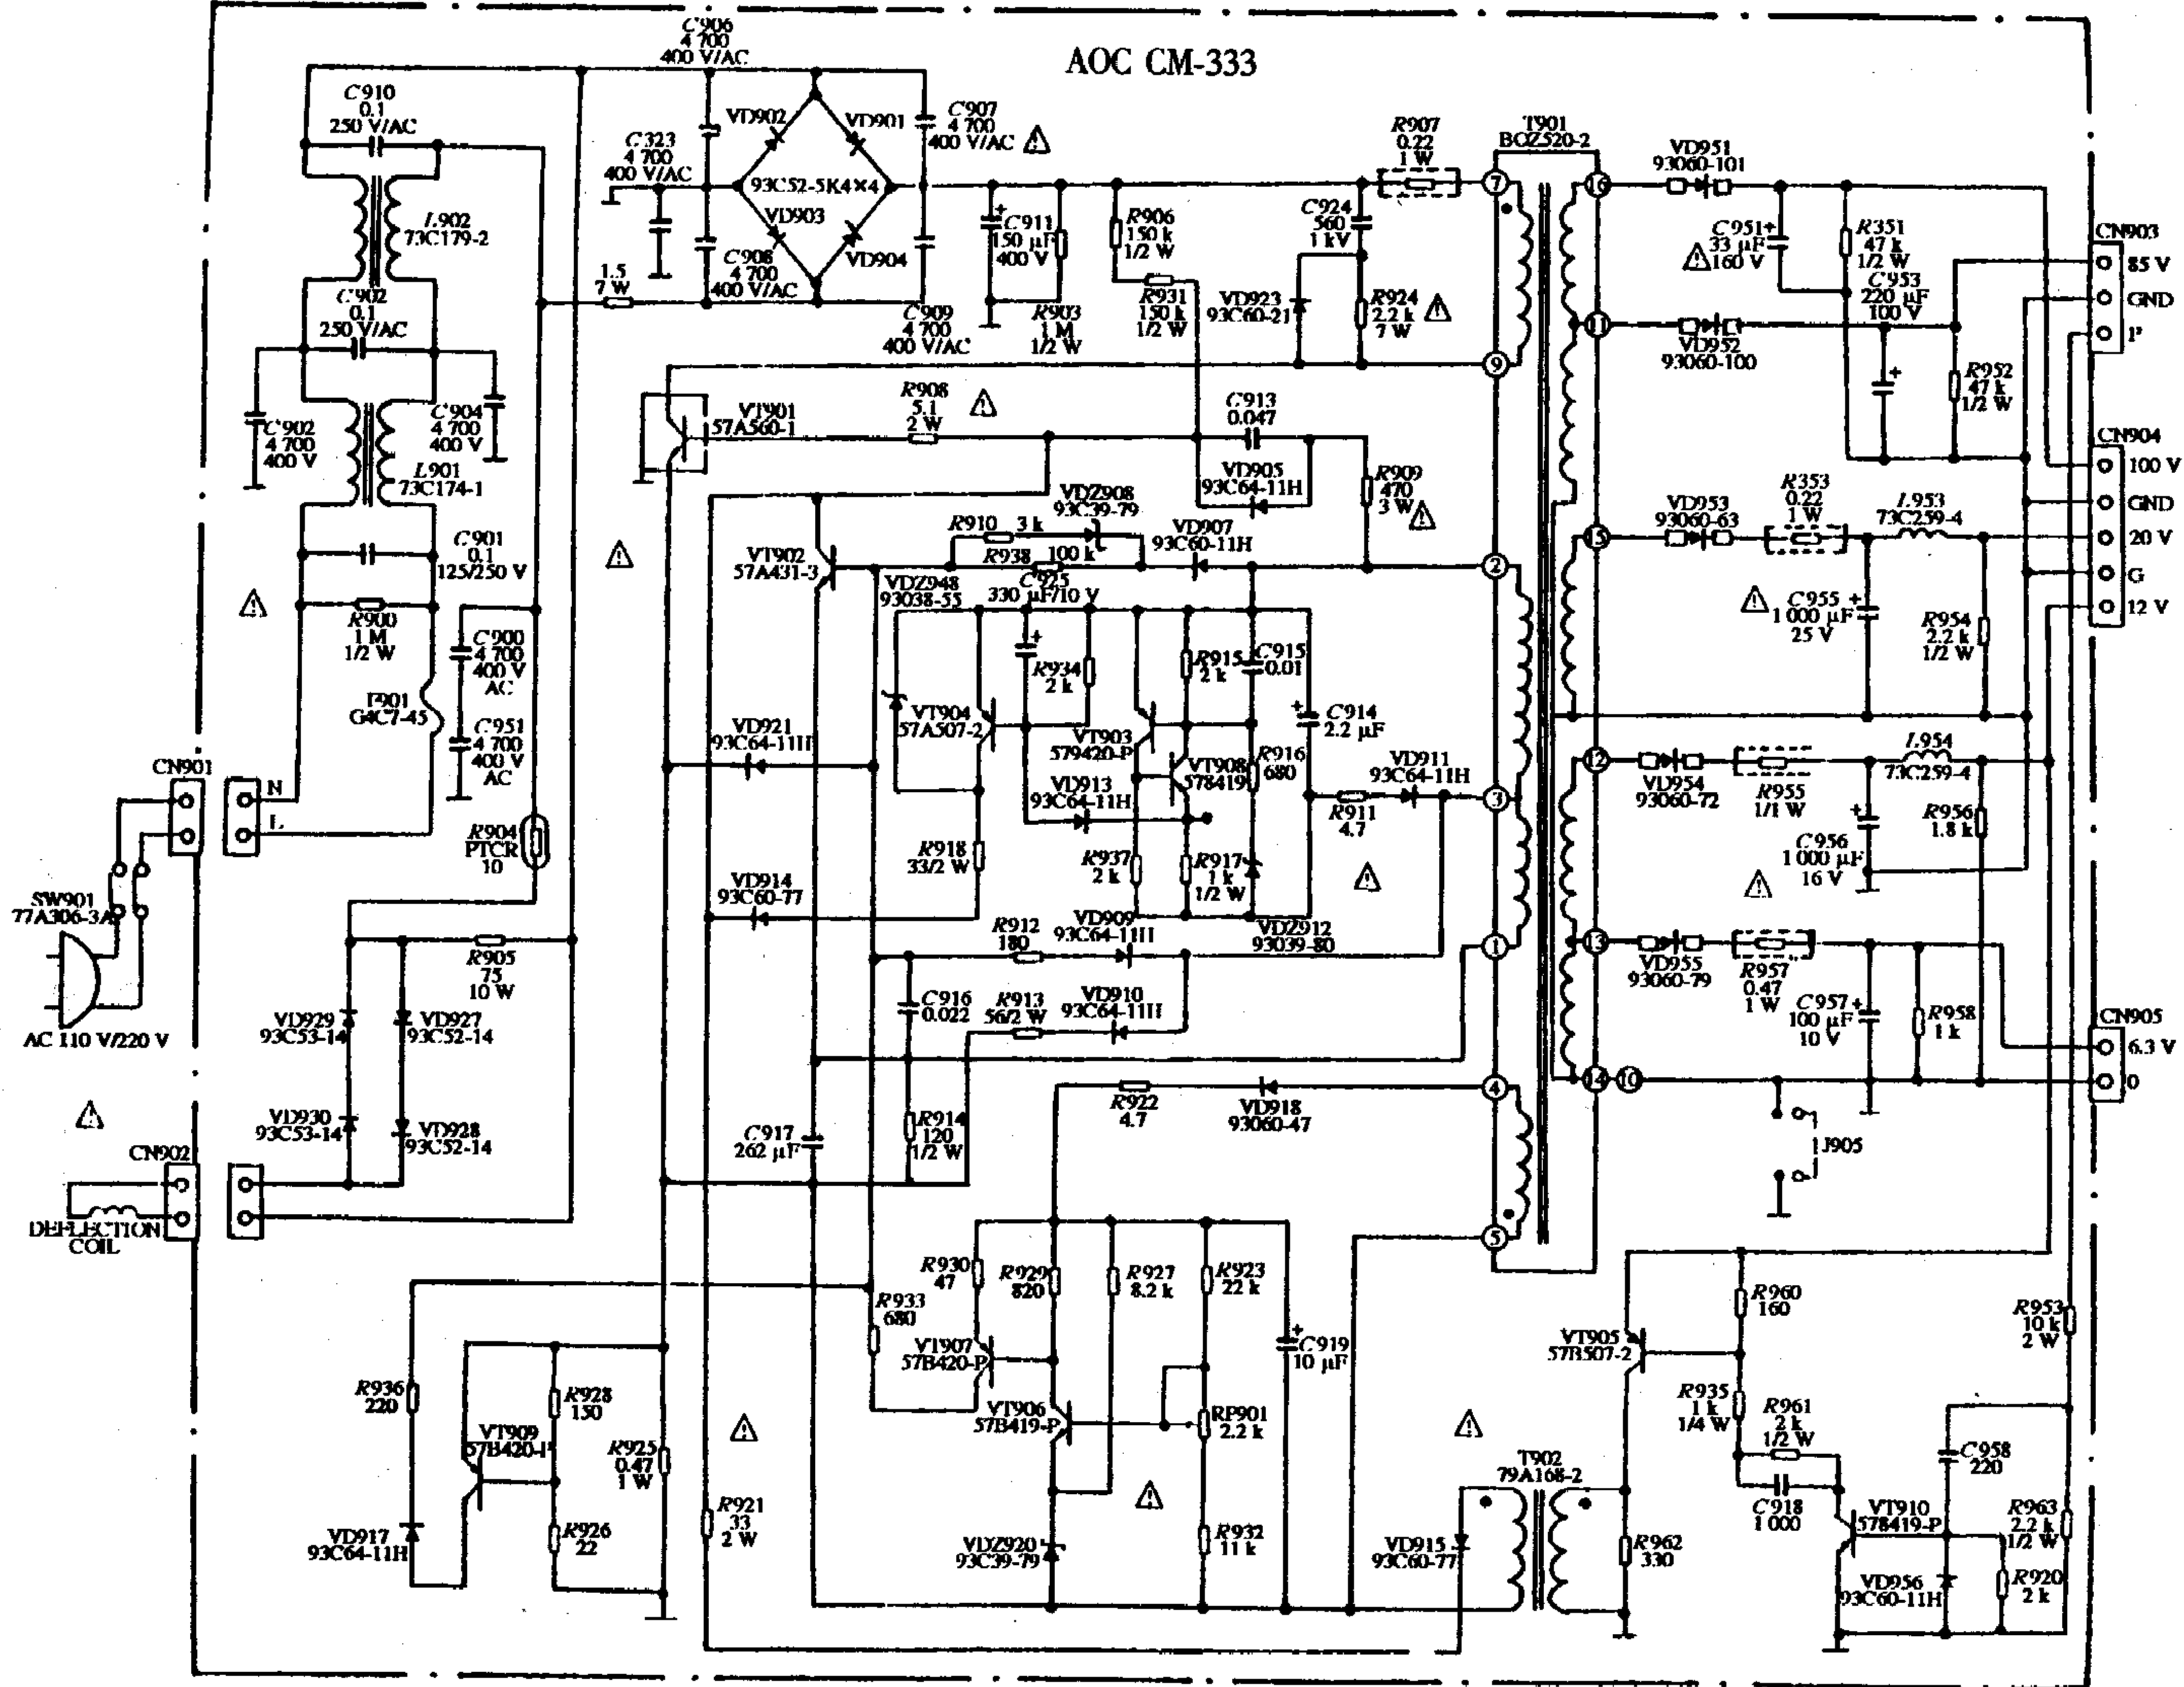 AOC CM-333
C906
4 700
400 V/AC
C910
0.1
250 V/AC
VD902
VD901
C907
4 700
400 V/AC
C323
4 700
400 V/AC
93C52-5K4×4
VD903
VD904
L902
73C179-2
C908
4 700
400 V/AC
1.5
7 W
C909
4 700
400 V/AC
C911
150 μF
400 V
+
R903
1 M
1/2 W
R906
150 k
1/2 W
R931
150 k
1/2 W
C924
560
1 kV
R907
0.22
1 W
VD923
93C60-21
R924
2.2 k
7 W
T901
BOZ520-2
7
9
2
3
1
4
5
16
11
15
12
13
14
10
VD951
93060-101
C951
33 μF
160 V
+
R351
47 k
1/2 W
C953
220 μF
100 V
+
VD952
93060-100
R952
47 k
1/2 W
CN903
85 V
GND
P
CN904
100 V
GND
20 V
G
12 V
C902
0.1
250 V/AC
C902
4 700
400 V
C904
4 700
400 V
L901
73C174-1
C901
0.1
125/250 V
R900
1 M
1/2 W
F901
G4C7-45
C900
4 700
400 V
AC
C951
4 700
400 V
AC
R904
PTCR
10
CN901
N
L
SW901
77A306-3A
AC 110 V/220 V
R905
75
10 W
VD929
93C53-14
VD927
93C52-14
VD930
93C53-14
VD928
93C52-14
CN902
DEFLECTION
COIL
VT901
57A560-1
R908
5.1
2 W
C913
0.047
VD905
93C64-11H
R909
470
3 W
VDZ908
93C39-79
R910
3 k
VD907
93C60-11H
R938
100 k
VT902
57A431-3
VDZ948
93038-55
C925
330 μF/10 V
+
R934
2 k
R915
2 k
C915
0.01
VT904
57A507-2
VT903
579420-P
VT908
578419
C914
2.2 μF
+
R916
680
VD921
93C64-11H
VD913
93C64-11H
VD911
93C64-11H
R911
4.7
R918
33/2 W
R937
2 k
R917
1 k
1/2 W
VDZ912
93039-80
VD914
93C60-77
R912
180
VD909
93C64-11H
C916
0.022
R913
56/2 W
VD910
93C64-11H
R914
120
1/2 W
C917
262 μF
R922
4.7
VD918
93060-47
VD953
93060-63
R353
0.22
1 W
L953
73C259-4
C955
1 000 μF
25 V
+
R954
2.2 k
1/2 W
VD954
93060-72
R955
1/1 W
L954
73C259-4
C956
1 000 μF
16 V
+
R956
1.8 k
VD955
93060-79
R957
0.47
1 W
C957
100 μF
10 V
+
R958
1 k
CN905
6.3 V
0
J905
R930
47
R929
820
R927
8.2 k
R923
22 k
R933
680
VT907
57B420-P
C919
10 μF
+
VT906
57B419-P
RP901
2.2 k
R936
220
VT909
57B420-P
R928
150
R925
0.47
1 W
R926
22
VD917
93C64-11H
R921
33
2 W
VDZ920
93C39-79
R932
11 k
VD915
93C60-77
T902
79A168-2
R962
330
VT905
57B507-2
R960
160
R935
1 k
1/4 W
R961
2 k
1/2 W
C918
1 000
VT910
578419-P
C958
220
R953
10 k
2 W
R963
2.2 k
1/2 W
VD956
93C60-11H
R920
2 k